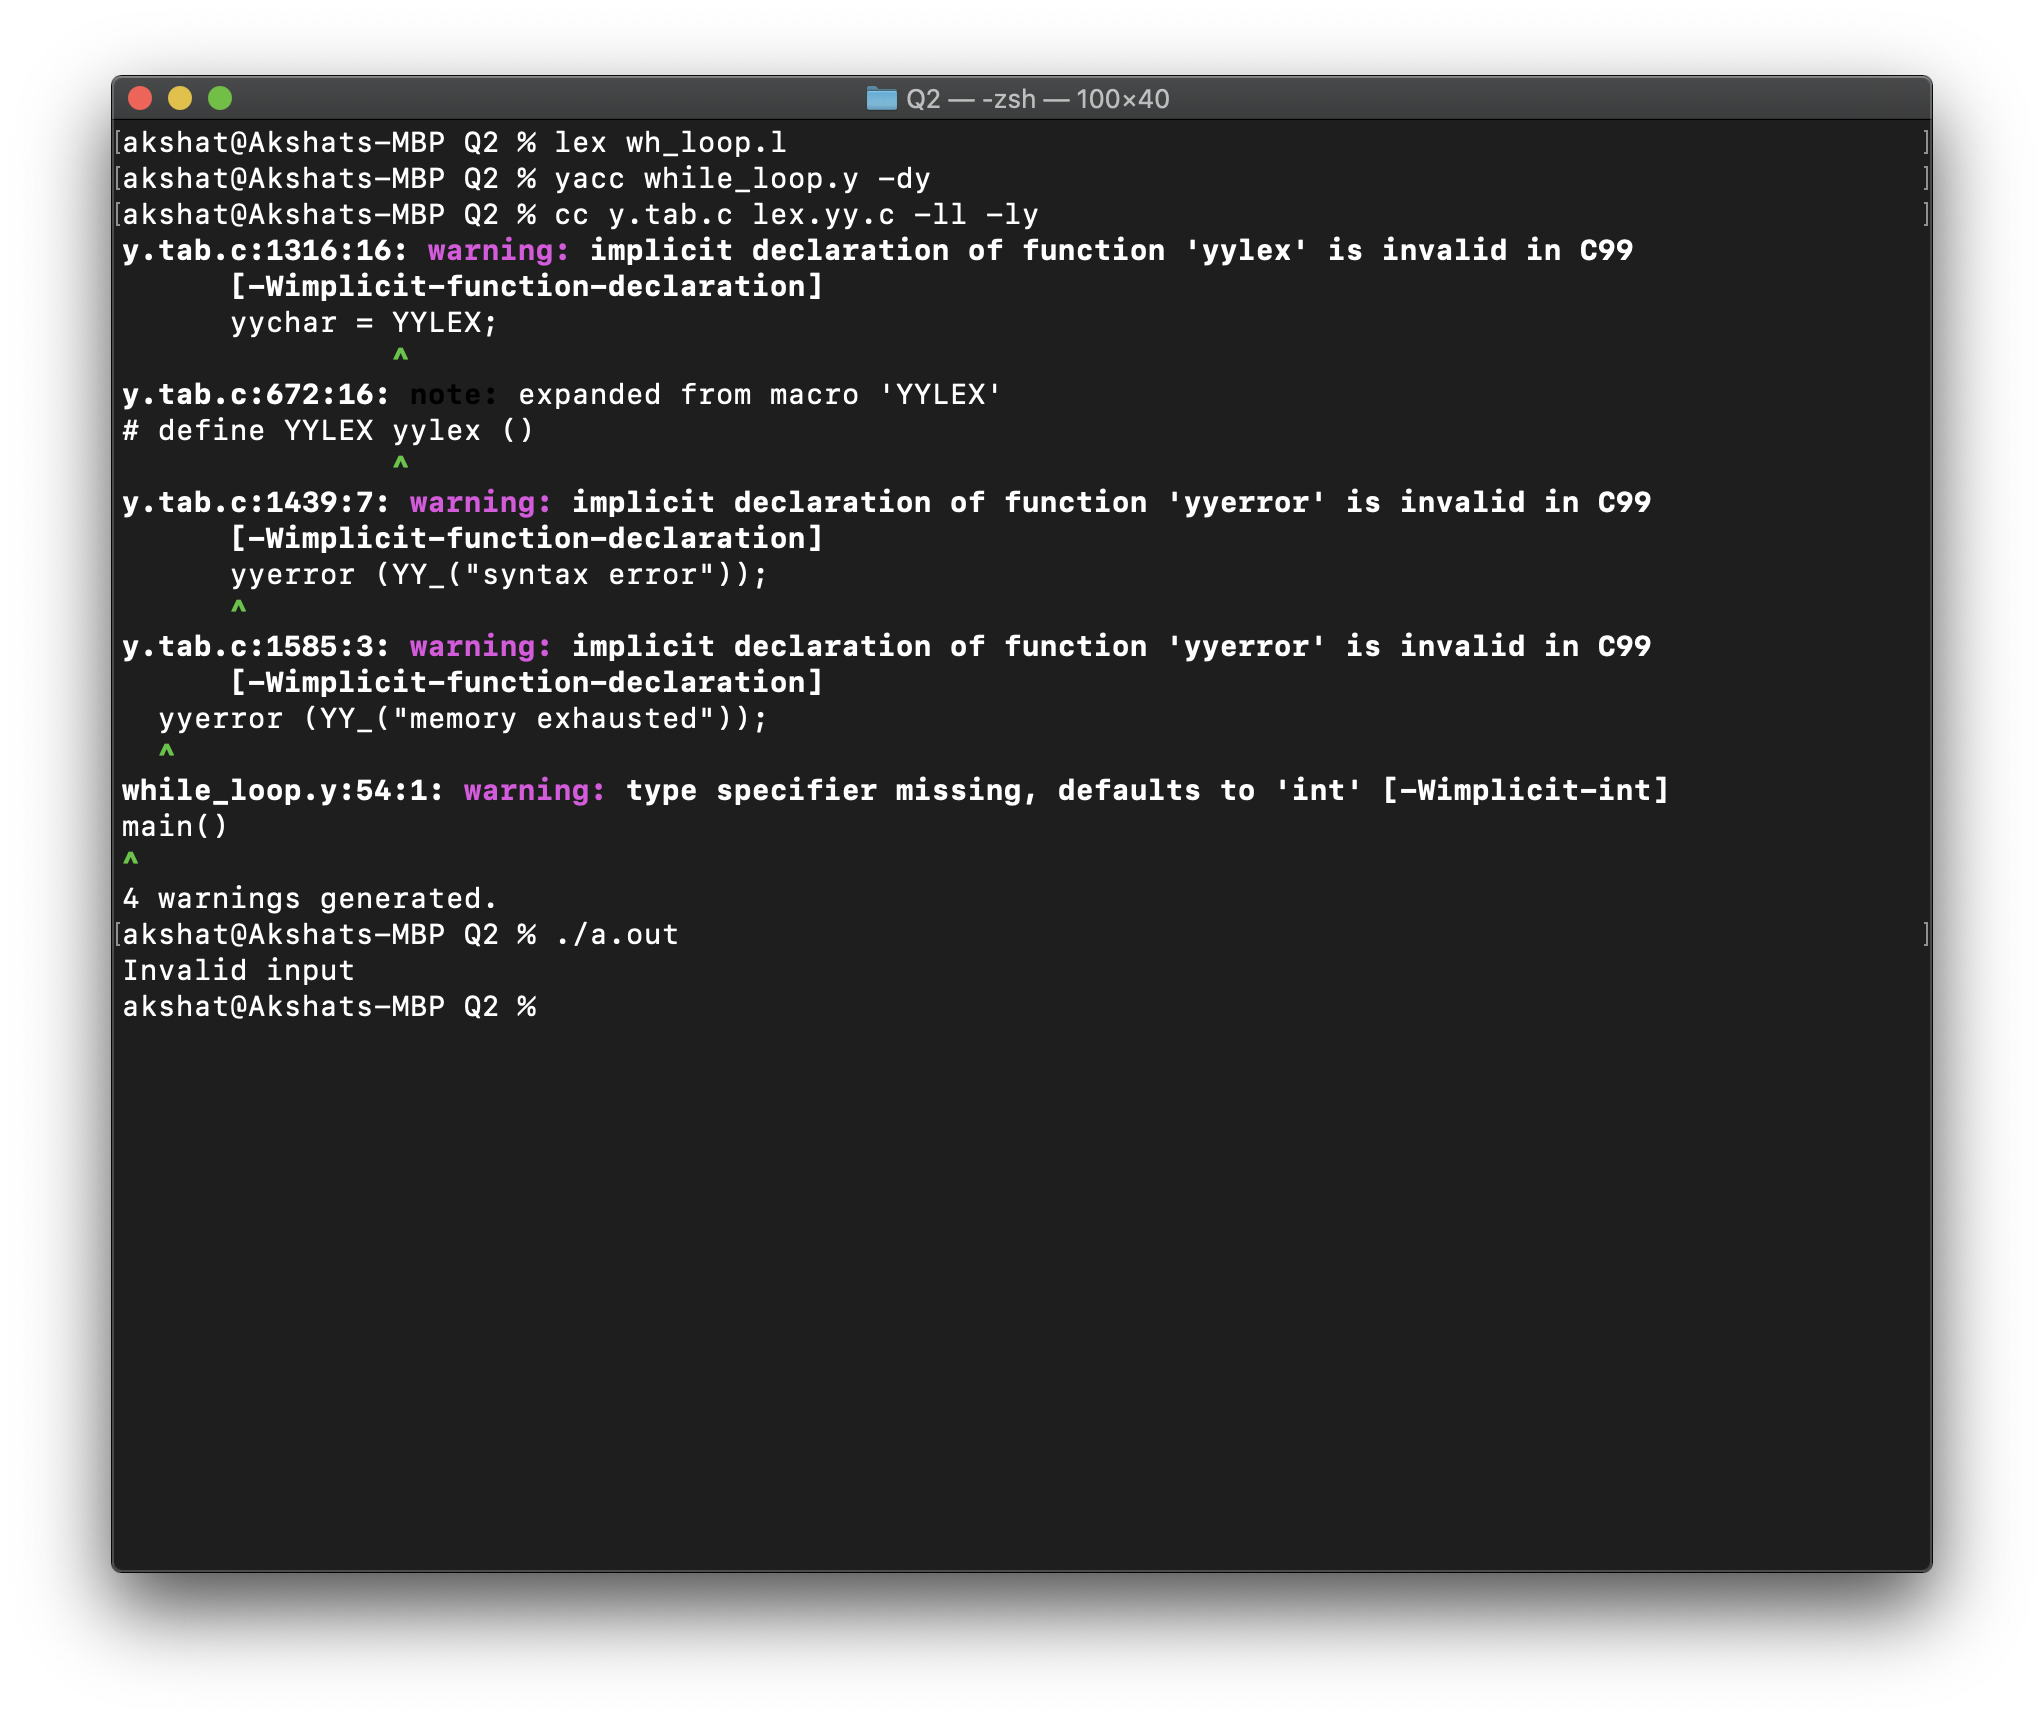 Q2 — -zsh — 100×40
[akshat@Akshats-MBP Q2 % lex wh_loop.l ]
[akshat@Akshats-MBP Q2 % yacc while_loop.y -dy ]
[akshat@Akshats-MBP Q2 % cc y.tab.c lex.yy.c -ll -ly ]
y.tab.c:1316:16: warning: implicit declaration of function 'yylex' is invalid in C99
      [-Wimplicit-function-declaration]
      yychar = YYLEX;
               ^
y.tab.c:672:16: note: expanded from macro 'YYLEX'
# define YYLEX yylex ()
               ^
y.tab.c:1439:7: warning: implicit declaration of function 'yyerror' is invalid in C99
      [-Wimplicit-function-declaration]
      yyerror (YY_("syntax error"));
      ^
y.tab.c:1585:3: warning: implicit declaration of function 'yyerror' is invalid in C99
      [-Wimplicit-function-declaration]
  yyerror (YY_("memory exhausted"));
  ^
while_loop.y:54:1: warning: type specifier missing, defaults to 'int' [-Wimplicit-int]
main()
^
4 warnings generated.
[akshat@Akshats-MBP Q2 % ./a.out ]
Invalid input
akshat@Akshats-MBP Q2 %